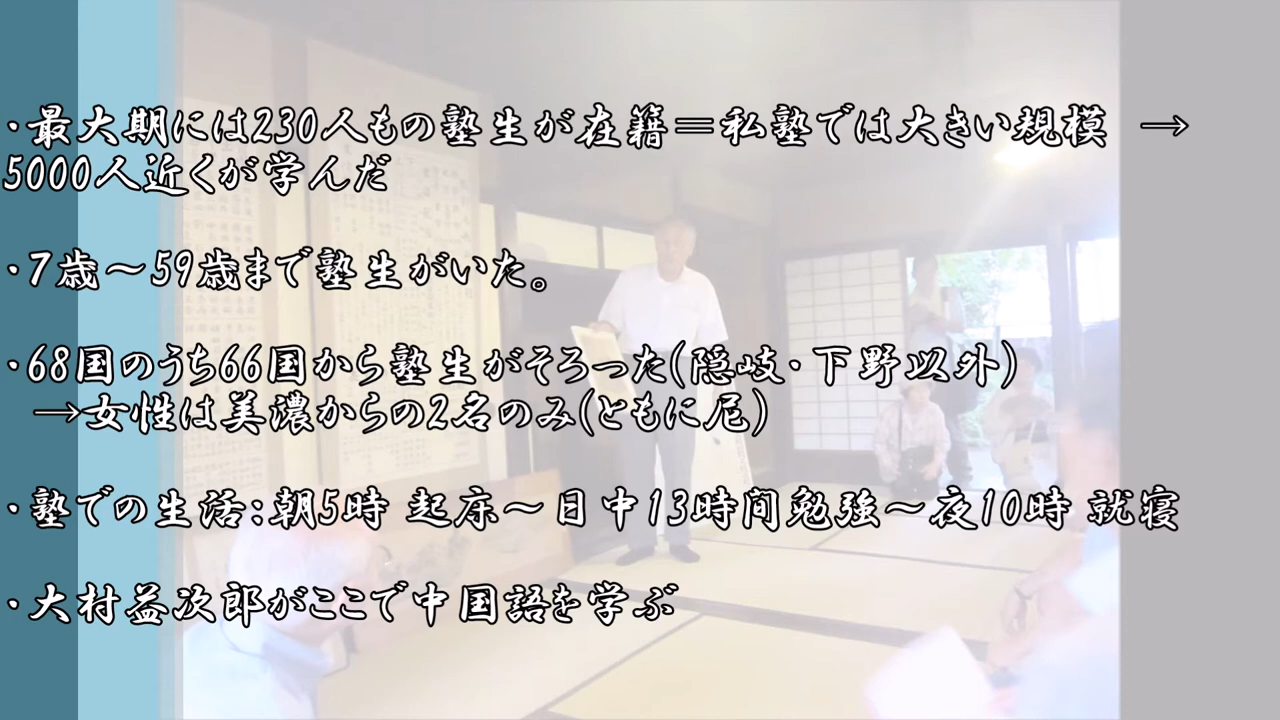 ・最大期には230人もの塾生が在籍＝私塾では大きい規模　→
5000人近くが学んだ
・7歳～59歳まで塾生がいた。
・68国のうち66国から塾生がそろった(隠岐・下野以外)
→女性は美濃からの2名のみ(ともに尼)
・塾での生活:朝5時 起床～日中13時間勉強～夜10時 就寝
・大村益次郎がここで中国語を学ぶ